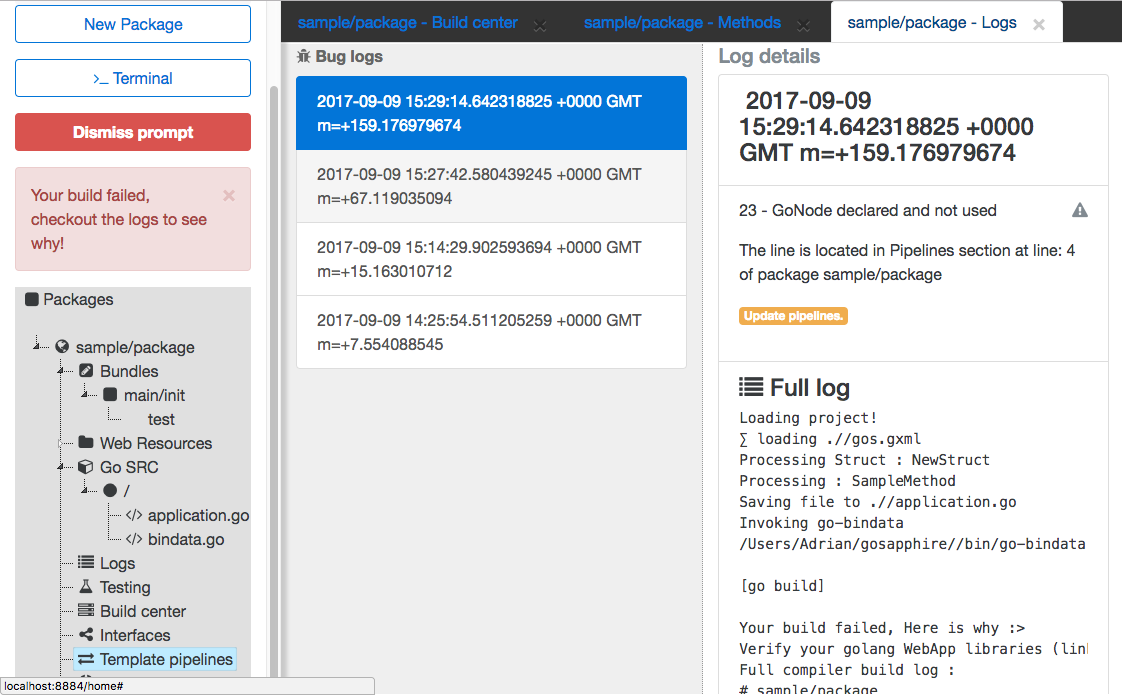 New Package
>_ Terminal
Dismiss prompt
Your build failed,
checkout the logs to see
why!
×
Packages
sample/package
Bundles
main/init
test
Web Resources
Go SRC
/
</> application.go
</> bindata.go
Logs
Testing
Build center
Interfaces
Template pipelines
localhost:8884/home#
sample/package - Build center ×
sample/package - Methods ×
sample/package - Logs ×
Bug logs
2017-09-09 15:29:14.642318825 +0000 GMT
m=+159.176979674
2017-09-09 15:27:42.580439245 +0000 GMT
m=+67.119035094
2017-09-09 15:14:29.902593694 +0000 GMT
m=+15.163010712
2017-09-09 14:25:54.511205259 +0000 GMT
m=+7.554088545
Log details
2017-09-09
15:29:14.642318825 +0000
GMT m=+159.176979674
23 - GoNode declared and not used
The line is located in Pipelines section at line: 4
of package sample/package
Update pipelines.
Full log
Loading project!
∑ loading .//gos.gxml
Processing Struct : NewStruct
Processing : SampleMethod
Saving file to .//application.go
Invoking go-bindata
/Users/Adrian/gosapphire//bin/go-bindata
[go build]
Your build failed, Here is why :>
Verify your golang WebApp libraries (lin
Full compiler build log :
# sample/package